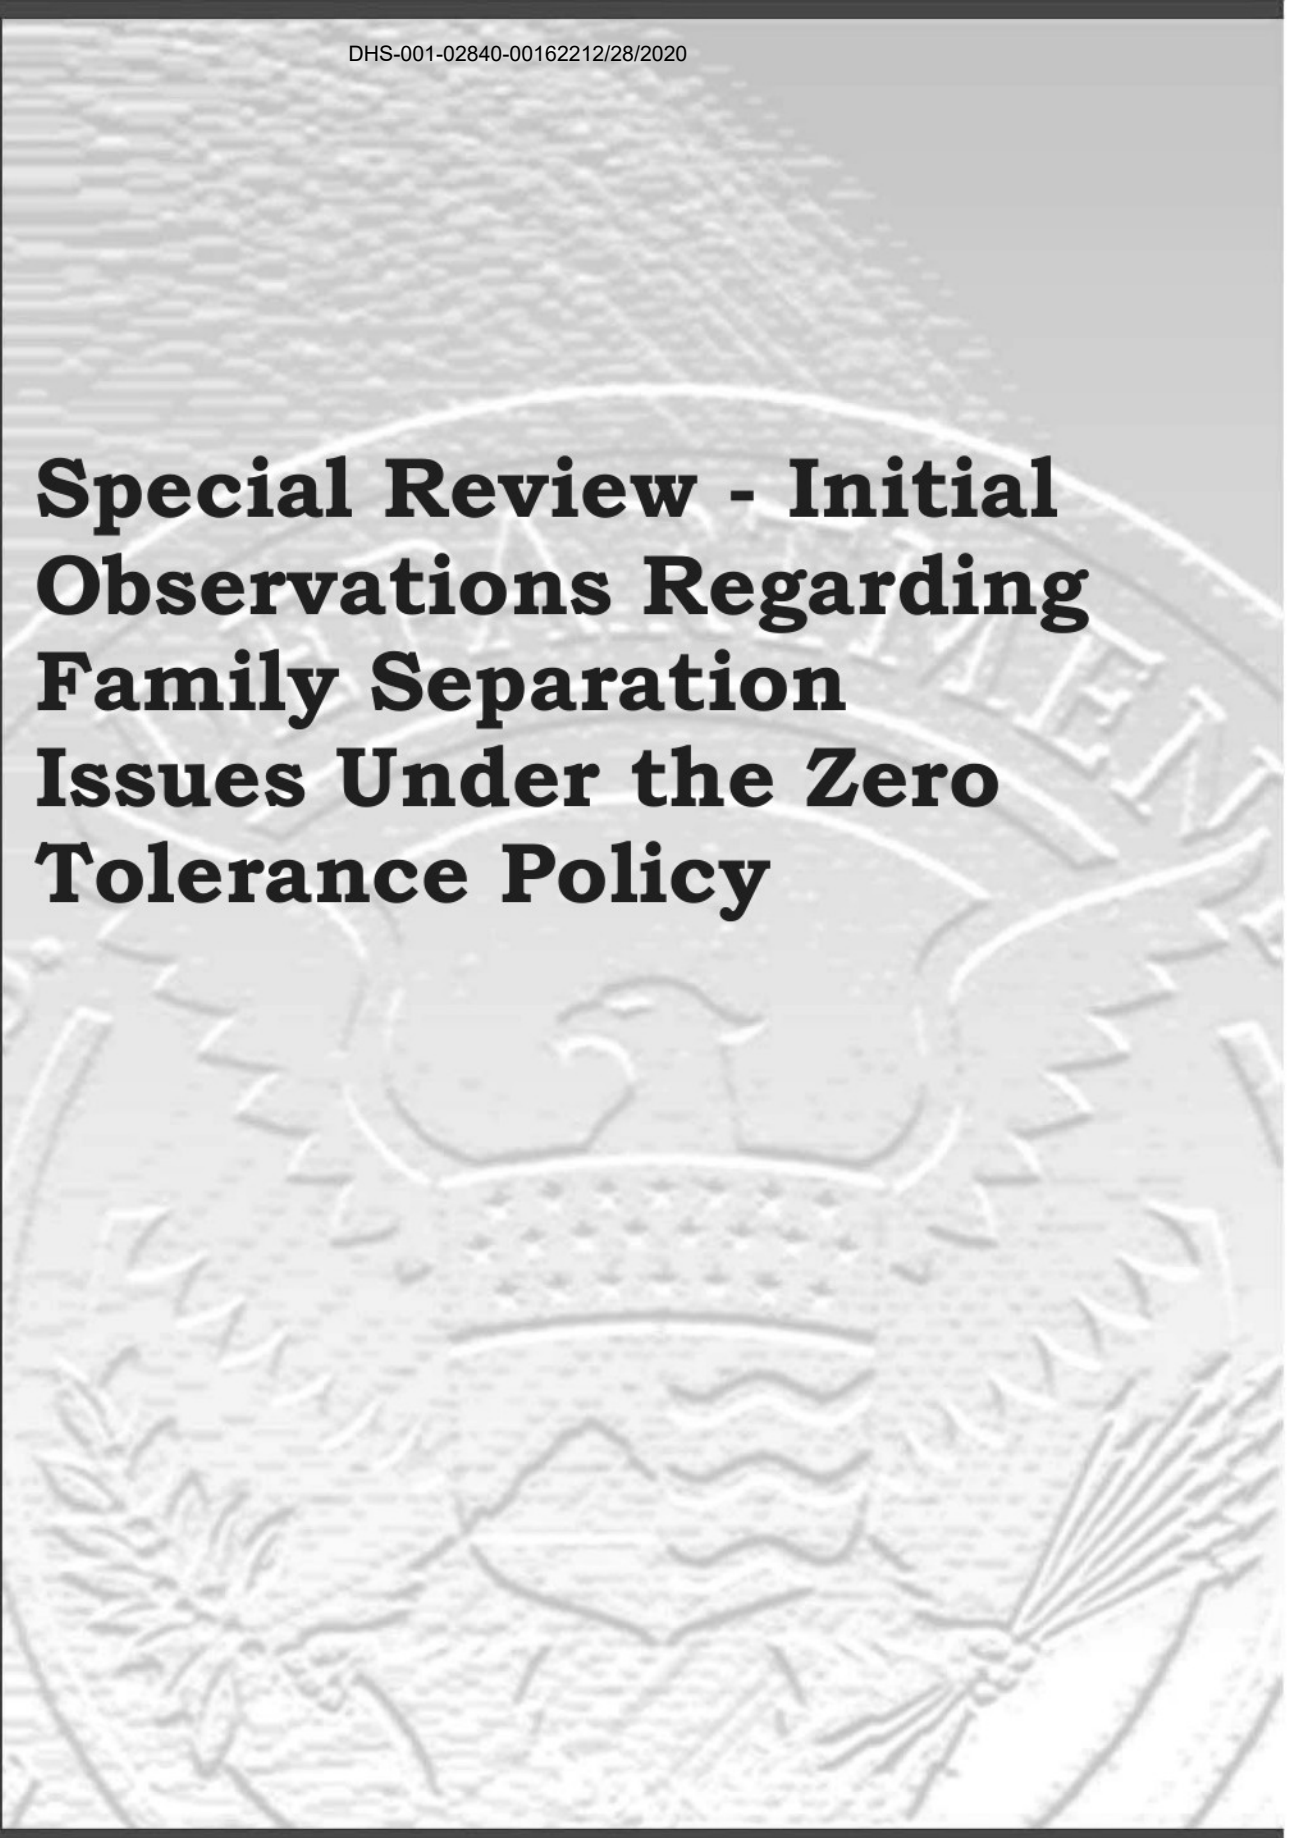 DHS-001-02840-00162212/28/2020
Special Review - Initial
Observations Regarding
Family Separation
Issues Under the Zero
Tolerance Policy
DEPARTMEN